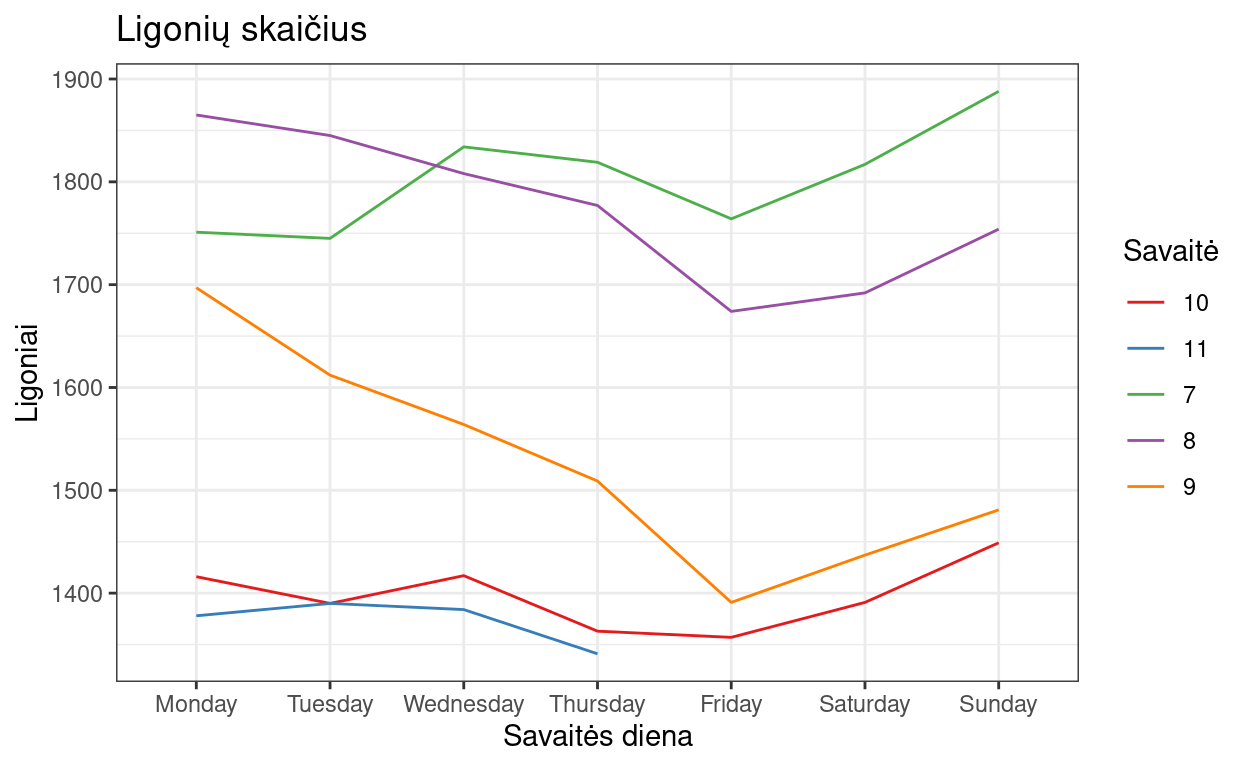 Ligonių skaičius
Ligoniai
1900
1800
1700
1600
1500
1400
Monday Tuesday Wednesday Thursday Friday Saturday Sunday
Savaitės diena
Savaitė
10
11
7
8
9